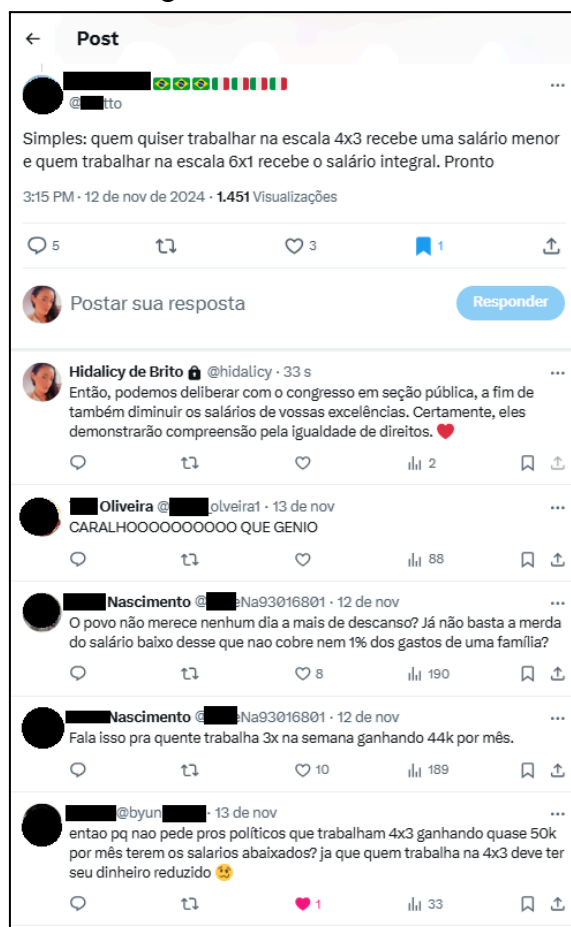 Post
@ tto
Simples: quem quiser trabalhar na escala 4x3 recebe uma salário menor
e quem trabalhar na escala 6x1 recebe o salário integral. Pronto
3:15 PM · 12 de nov de 2024 · 1.451 Visualizações
5 3 1
Postar sua resposta Responder
Hidalicy de Brito @hidalicy · 33 s
Então, podemos deliberar com o congresso em seção pública, a fim de
também diminuir os salários de vossas excelências. Certamente, eles
demonstrarão compreensão pela igualdade de direitos. ❤️
2
Oliveira @ _olveira1 · 13 de nov
CARALHOOOOOOOOOO QUE GENIO
88
Nascimento @ eNa93016801 · 12 de nov
O povo não merece nenhum dia a mais de descanso? Já não basta a merda
do salário baixo desse que nao cobre nem 1% dos gastos de uma família?
8 190
Nascimento @ eNa93016801 · 12 de nov
Fala isso pra quente trabalha 3x na semana ganhando 44k por mês.
10 189
@byun · 13 de nov
entao pq nao pede pros políticos que trabalham 4x3 ganhando quase 50k
por mês terem os salarios abaixados? ja que quem trabalha na 4x3 deve ter
seu dinheiro reduzido 🥴
1 33